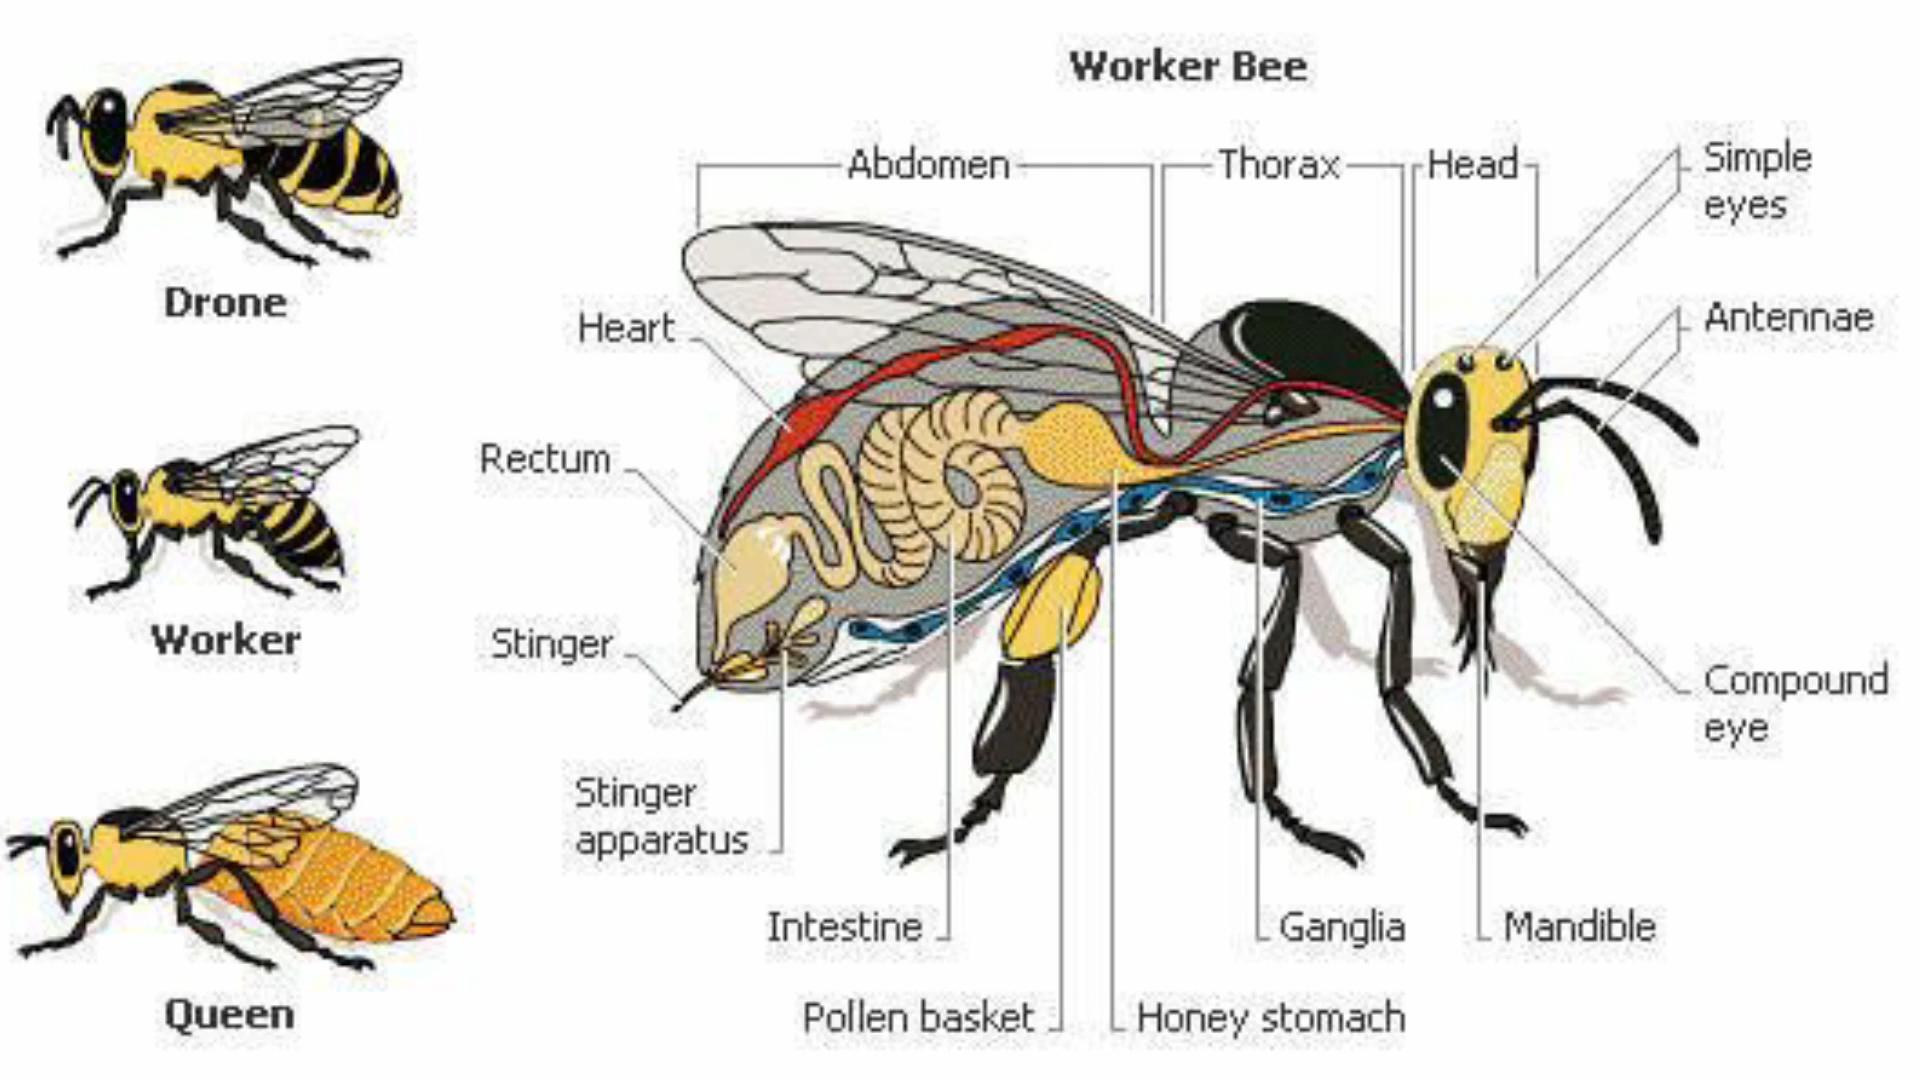 Worker Bee
Abdomen
Thorax
Head
Simple
eyes
Antennae
Drone
Heart
Rectum
Worker
Stinger
Compound
eye
Stinger
apparatus
Intestine
Ganglia
Mandible
Queen
Pollen basket
Honey stomach